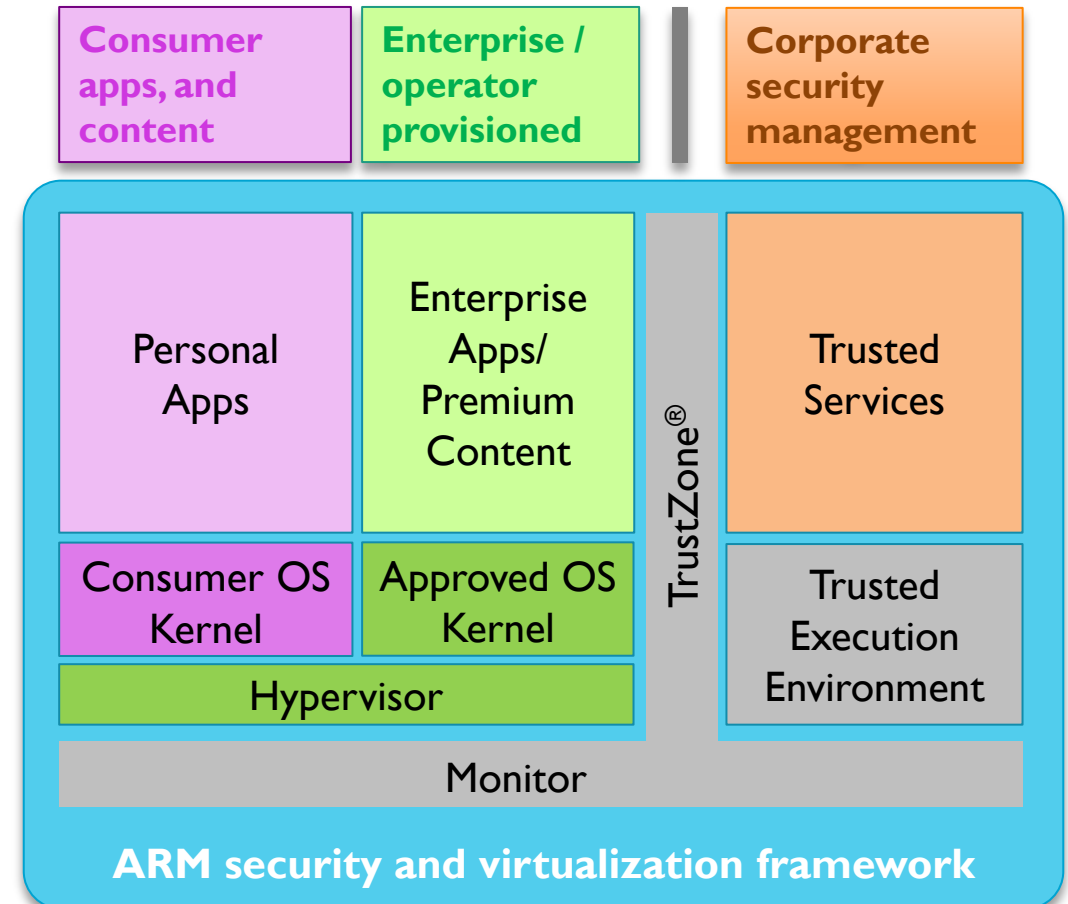 Consumer
apps, and
content
Enterprise /
operator
provisioned
Corporate
security
management
Personal
Apps
Enterprise
Apps/
Premium
Content
TrustZone®
Trusted
Services
Consumer OS
Kernel
Approved OS
Kernel
Trusted
Execution
Environment
Hypervisor
Monitor
ARM security and virtualization framework